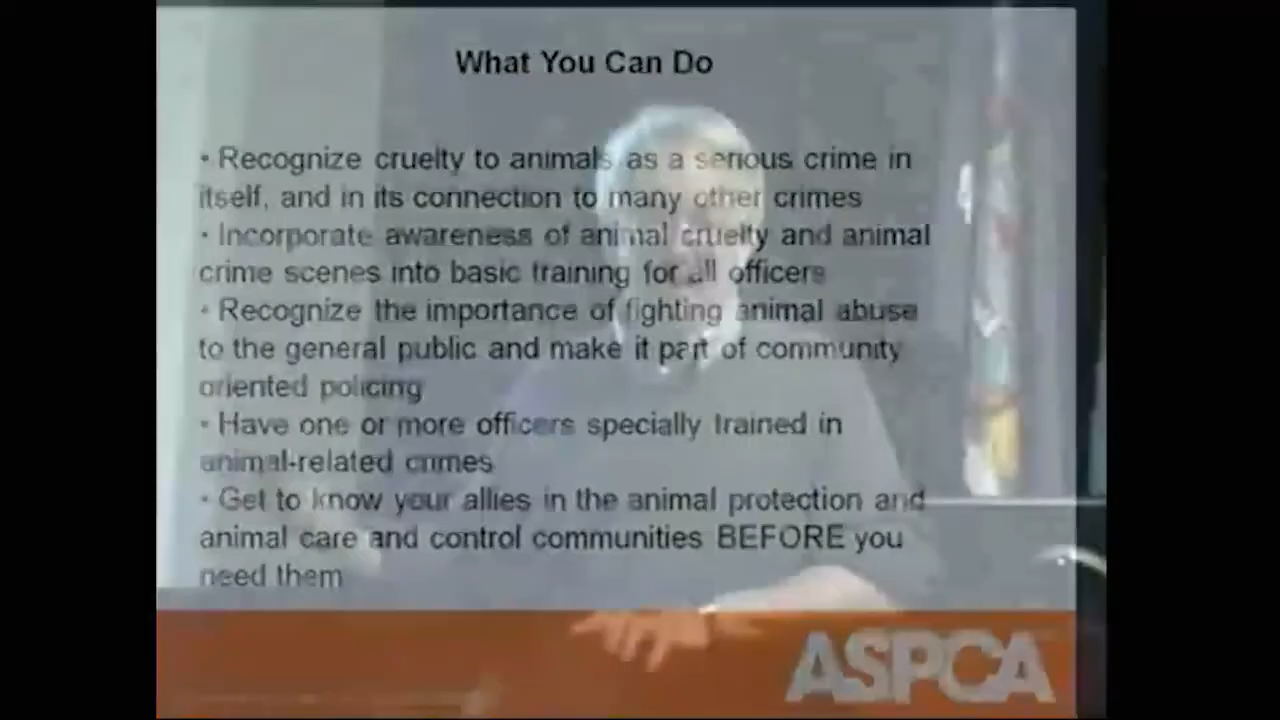 What You Can Do
• Recognize cruelty to animals as a serious crime in
itself, and in its connection to many other crimes
• Incorporate awareness of animal cruelty and animal
crime scenes into basic training for all officers
• Recognize the importance of fighting animal abuse
to the general public and make it part of community
oriented policing
• Have one or more officers specially trained in
animal-related crimes
• Get to know your allies in the animal protection and
animal care and control communities BEFORE you
need them
ASPCA